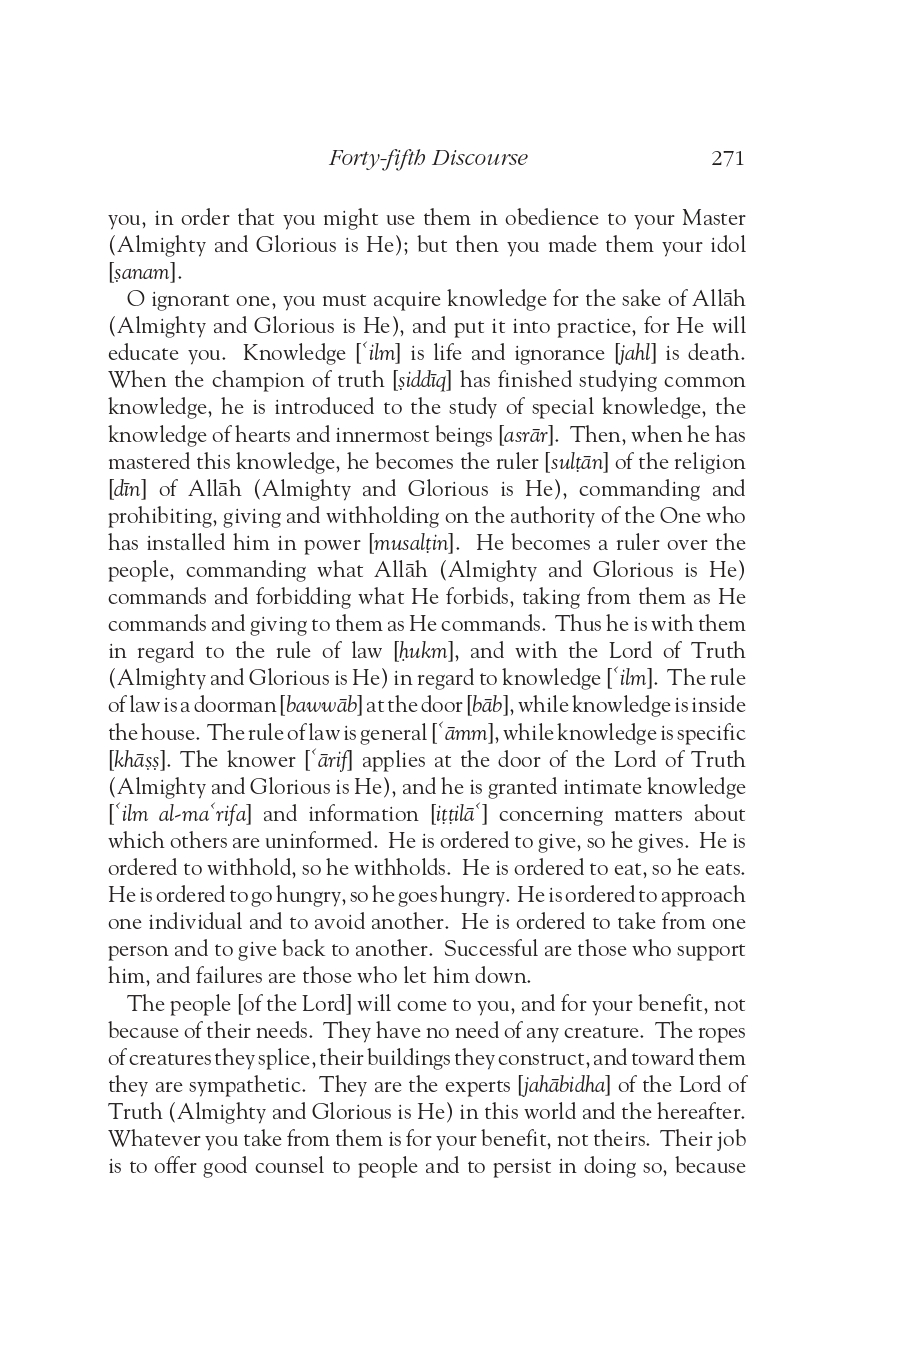 Forty-fifth Discourse 271
you, in order that you might use them in obedience to your Master
(Almighty and Glorious is He); but then you made them your idol
[ṣanam].
O ignorant one, you must acquire knowledge for the sake of Allāh
(Almighty and Glorious is He), and put it into practice, for He will
educate you. Knowledge [ʿilm] is life and ignorance [jahl] is death.
When the champion of truth [ṣiddīq] has finished studying common
knowledge, he is introduced to the study of special knowledge, the
knowledge of hearts and innermost beings [asrār]. Then, when he has
mastered this knowledge, he becomes the ruler [sulṭān] of the religion
[dīn] of Allāh (Almighty and Glorious is He), commanding and
prohibiting, giving and withholding on the authority of the One who
has installed him in power [musalṭin]. He becomes a ruler over the
people, commanding what Allāh (Almighty and Glorious is He)
commands and forbidding what He forbids, taking from them as He
commands and giving to them as He commands. Thus he is with them
in regard to the rule of law [ḥukm], and with the Lord of Truth
(Almighty and Glorious is He) in regard to knowledge [ʿilm]. The rule
of law is a doorman [bawwāb] at the door [bāb], while knowledge is inside
the house. The rule of law is general [ʿāmm], while knowledge is specific
[khāṣṣ]. The knower [ʿārif] applies at the door of the Lord of Truth
(Almighty and Glorious is He), and he is granted intimate knowledge
[ʿilm al-maʿrifa] and information [iṭṭilāʿ] concerning matters about
which others are uninformed. He is ordered to give, so he gives. He is
ordered to withhold, so he withholds. He is ordered to eat, so he eats.
He is ordered to go hungry, so he goes hungry. He is ordered to approach
one individual and to avoid another. He is ordered to take from one
person and to give back to another. Successful are those who support
him, and failures are those who let him down.
The people [of the Lord] will come to you, and for your benefit, not
because of their needs. They have no need of any creature. The ropes
of creatures they splice, their buildings they construct, and toward them
they are sympathetic. They are the experts [jahābidha] of the Lord of
Truth (Almighty and Glorious is He) in this world and the hereafter.
Whatever you take from them is for your benefit, not theirs. Their job
is to offer good counsel to people and to persist in doing so, because